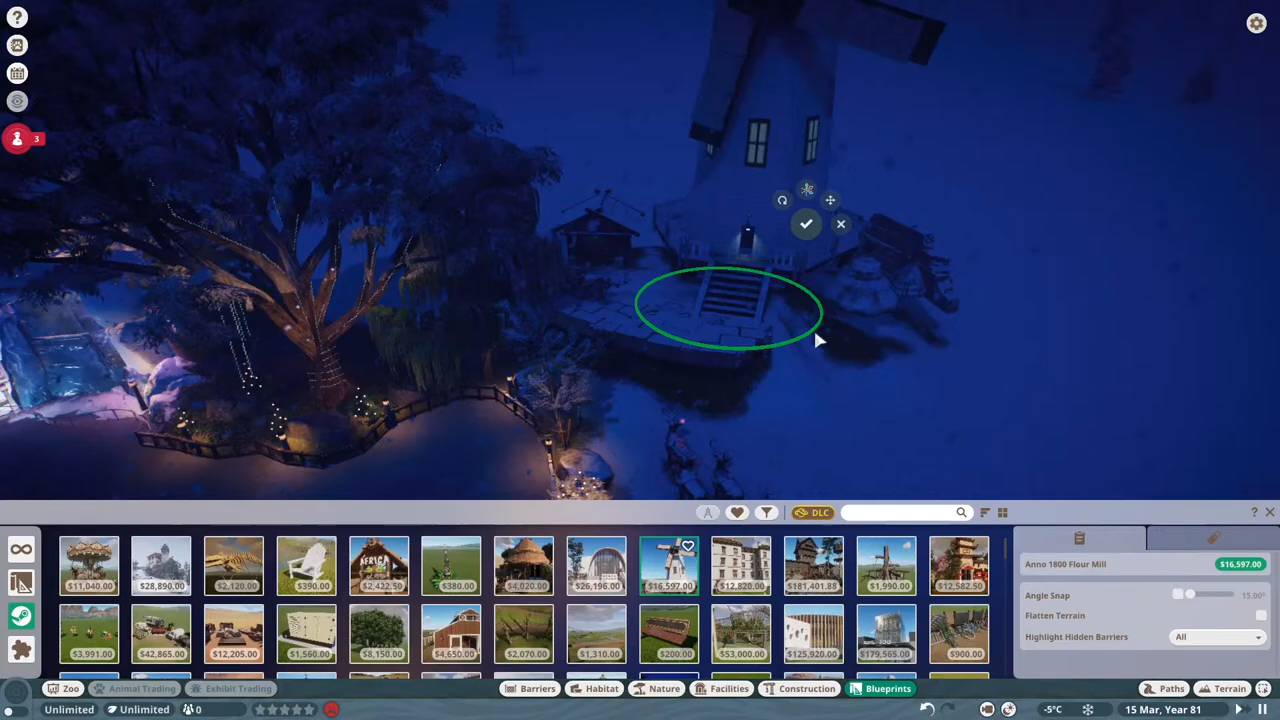 ?
3
DLC
?
$11,040.00
$28,890.00
$2,120.00
$390.00
AFRICA
$2,422.50
$380.00
$4,020.00
$26,196.00
$16,597.00
$12,820.00
$181,401.88
$1,990.00
$12,582.50
$3,991.00
$42,865.00
$12,205.00
$1,560.00
$8,150.00
$4,650.00
$2,070.00
$1,310.00
$200.00
$53,000.00
$125,920.00
$179,565.00
$900.00
Anno 1800 Flour Mill
$16,597.00
Angle Snap
15.00°
Flatten Terrain
Highlight Hidden Barriers
All
Zoo
Animal Trading
Exhibit Trading
Barriers
Habitat
Nature
Facilities
Construction
Blueprints
Paths
Terrain
Unlimited
Unlimited
0
-5°C
15 Mar, Year 81